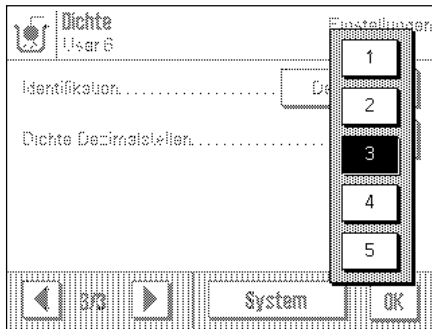 Dichte
User 6
Einstellungen
Identifikation
1
2
Dichte Dezimalstellen
3
4
5
3/3
System
OK